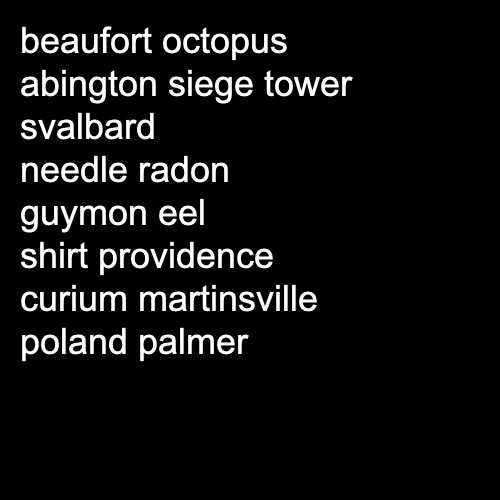 beaufort octopus
abington siege tower
svalbard
needle radon
guymon eel
shirt providence
curium martinsville
poland palmer